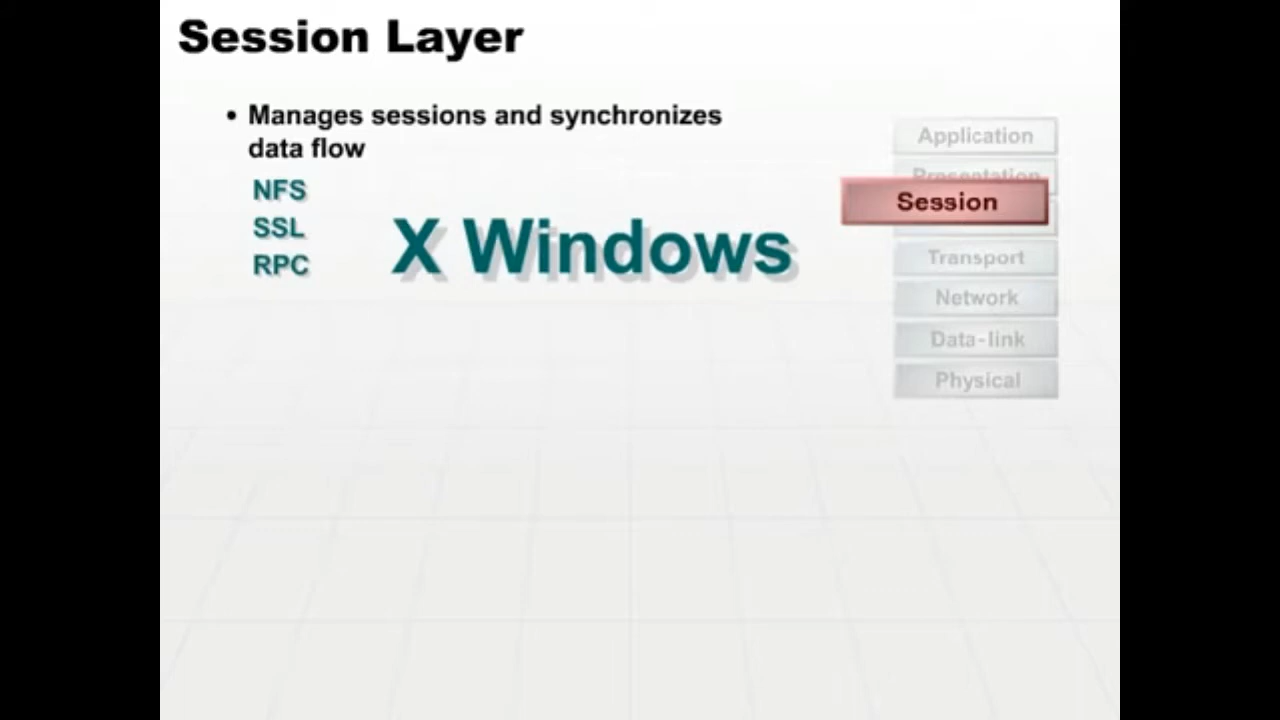 Session Layer
• Manages sessions and synchronizes
data flow
NFS
SSL
RPC
X Windows
Application
Presentation
Session
Transport
Network
Data-link
Physical